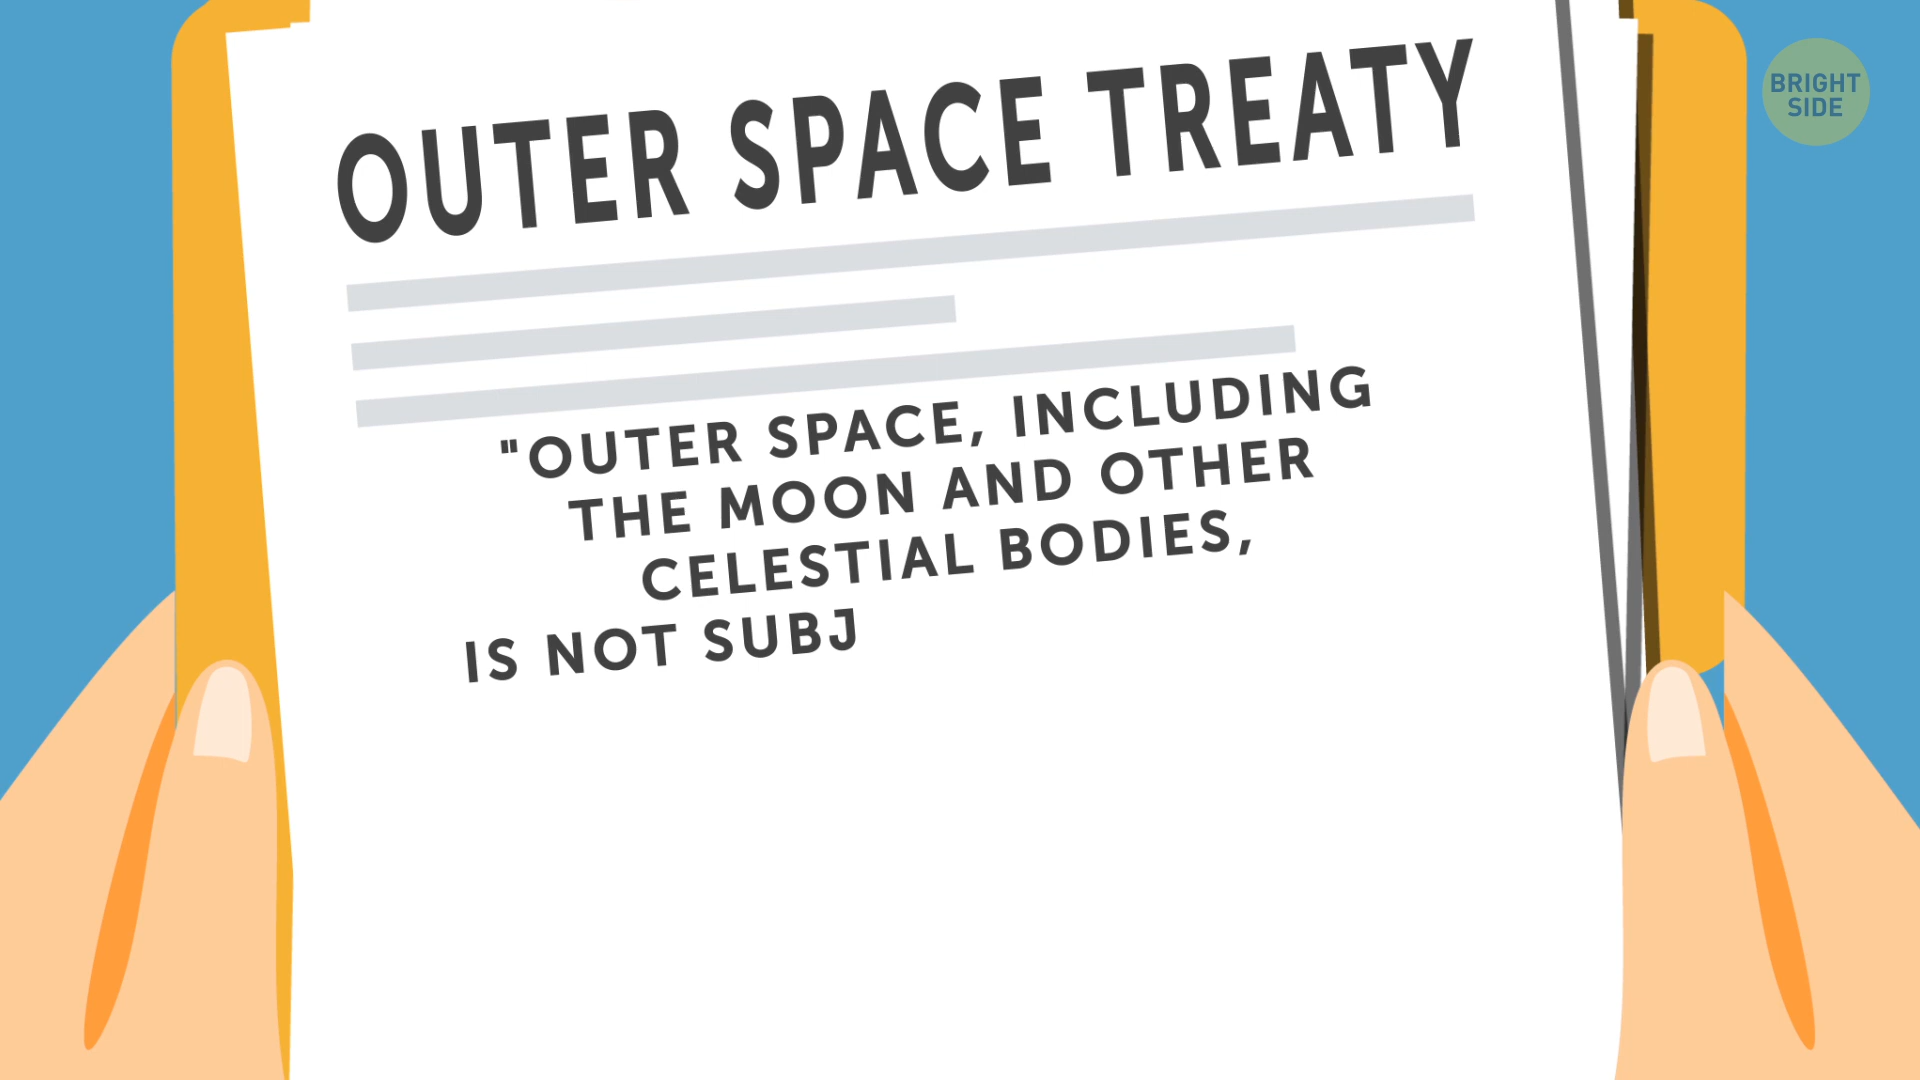 OUTER SPACE TREATY
"OUTER SPACE, INCLUDING
THE MOON AND OTHER
CELESTIAL BODIES,
IS NOT SUBJ
BRIGHT
SIDE